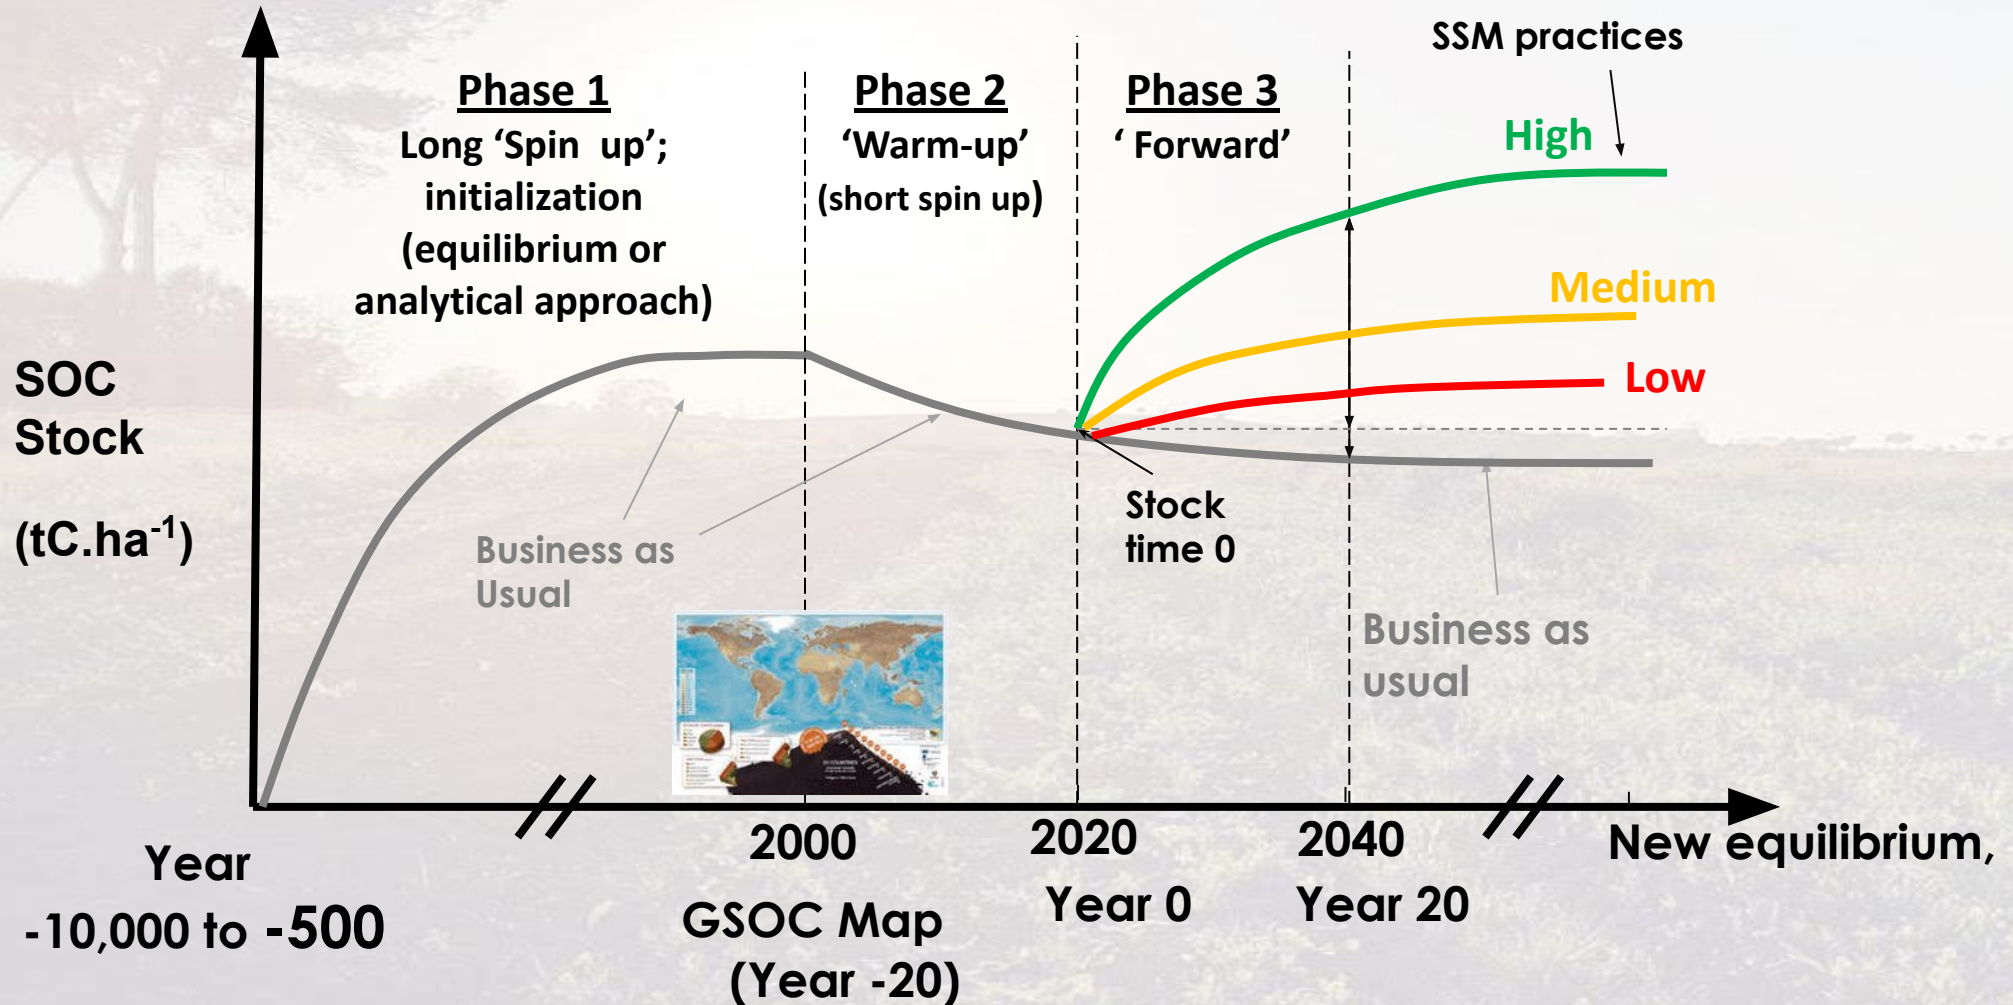 SSM practices
Phase 1
Long ‘Spin up’;
initialization
(equilibrium or
analytical approach)
Phase 2
‘Warm-up’
(short spin up)
Phase 3
‘ Forward’
High
Medium
Low
SOC
Stock
(tC.ha-1)
Business as
Usual
Stock
time 0
Business as
usual
2000
2020
2040
New equilibrium,
Year
-10,000 to -500
GSOC Map
(Year -20)
Year 0
Year 20